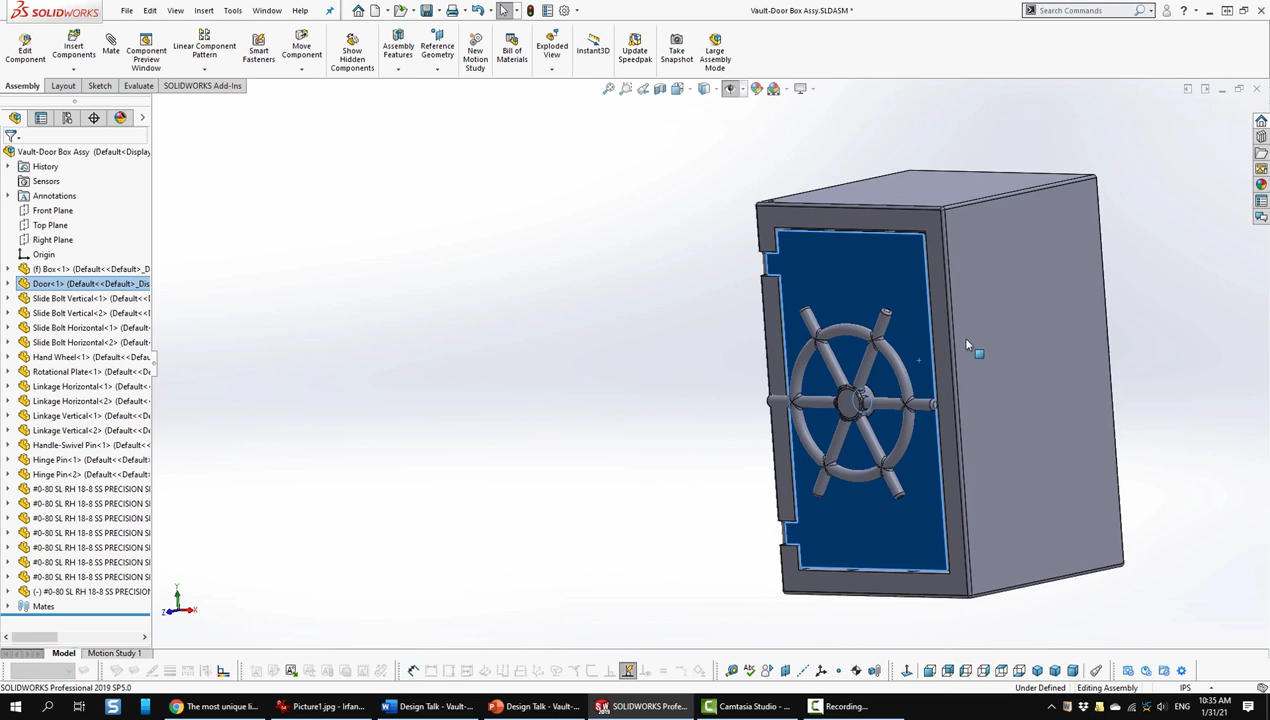 SOLIDWORKS File Edit View Insert Tools Window Help Vault-Door Box Assy.SLDASM * Search Commands ?
Edit Component
Insert Components
Mate
Component Preview Window
Linear Component Pattern
Smart Fasteners
Move Component
Show Hidden Components
Assembly Features
Reference Geometry
New Motion Study
Bill of Materials
Exploded View
Instant3D
Update Speedpak
Take Snapshot
Large Assembly Mode
Assembly Layout Sketch Evaluate SOLIDWORKS Add-Ins
Vault-Door Box Assy (Default<Display
History
Sensors
Annotations
Front Plane
Top Plane
Right Plane
Origin
(f) Box<1> (Default<<Default>_D
Door<1> (Default<<Default>_Dis
Slide Bolt Vertical<1> (<Default<<D
Slide Bolt Vertical<2> (<Default<<D
Slide Bolt Horizontal<1> (Default<
Slide Bolt Horizontal<2> (Default<
Hand Wheel<1> (Default<<Defau
Rotational Plate<1> (Default<<De
Linkage Horizontal<1> (Default<<
Linkage Horizontal<2> (Default<<
Linkage Vertical<1> (Default<<De
Linkage Vertical<2> (Default<<De
Handle-Swivel Pin<1> (Default<<
Hinge Pin<1> (Default<<Default>
Hinge Pin<2> (Default<<Default>
#0-80 SL RH 18-8 SS PRECISION SI
#0-80 SL RH 18-8 SS PRECISION SI
#0-80 SL RH 18-8 SS PRECISION SI
#0-80 SL RH 18-8 SS PRECISION SI
#0-80 SL RH 18-8 SS PRECISION SI
#0-80 SL RH 18-8 SS PRECISION SI
#0-80 SL RH 18-8 SS PRECISION SI
(-) #0-80 SL RH 18-8 SS PRECISION
Mates
Y
Z X
Model Motion Study 1
SOLIDWORKS Professional 2019 SP5.0 Under Defined Editing Assembly IPS
The most unique li... Picture1.jpg - Irfan... Design Talk - Vault-... Design Talk - Vault-... SOLIDWORKS Profe... Camtasia Studio - ... Recording... ENG 10:35 AM
1/31/21